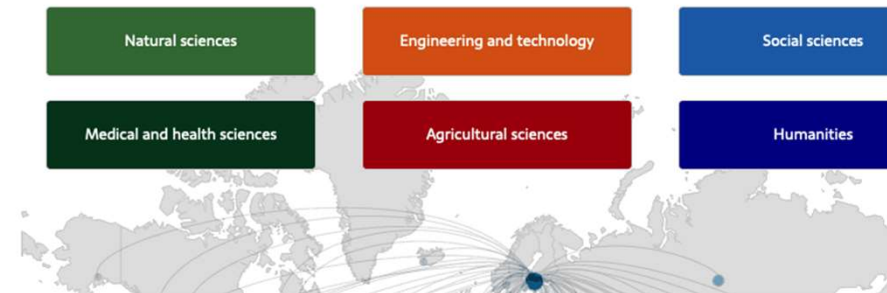 Natural sciences
Engineering and technology
Social sciences
Medical and health sciences
Agricultural sciences
Humanities